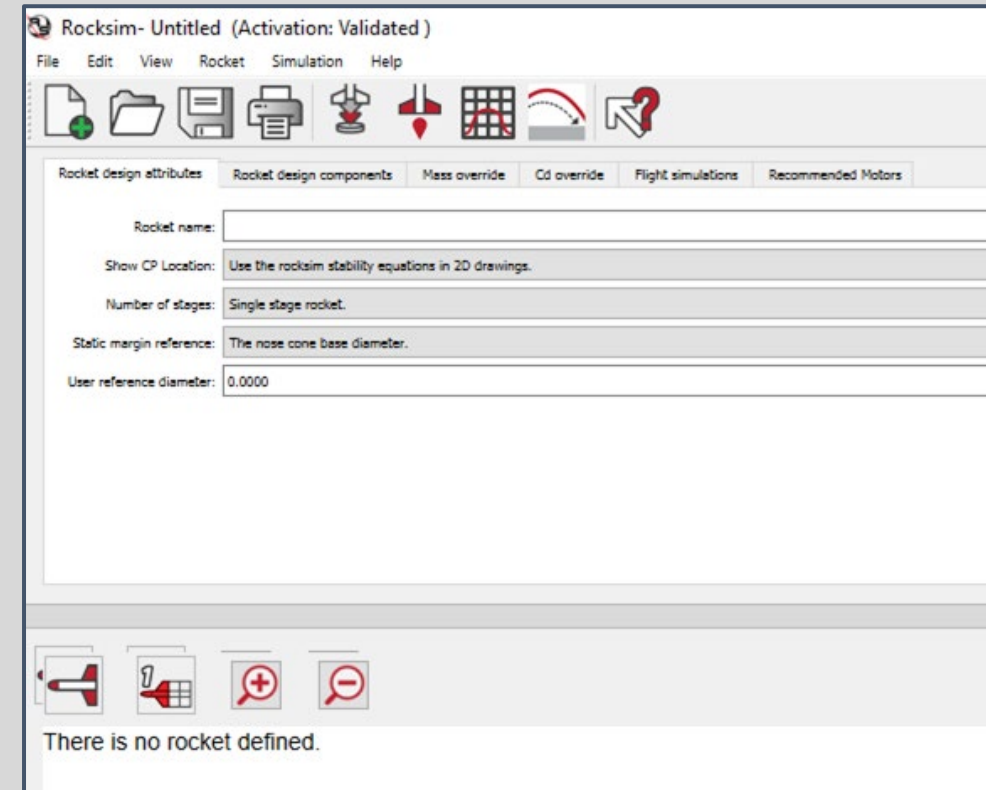 Rocksim- Untitled (Activation: Validated )
File Edit View Rocket Simulation Help
Rocket design attributes Rocket design components Mass override Cd override Flight simulations Recommended Motors
Rocket name:
Show CP Location: Use the rocksim stability equations in 2D drawings.
Number of stages: Single stage rocket.
Static margin reference: The nose cone base diameter.
User reference diameter: 0.0000
1
There is no rocket defined.